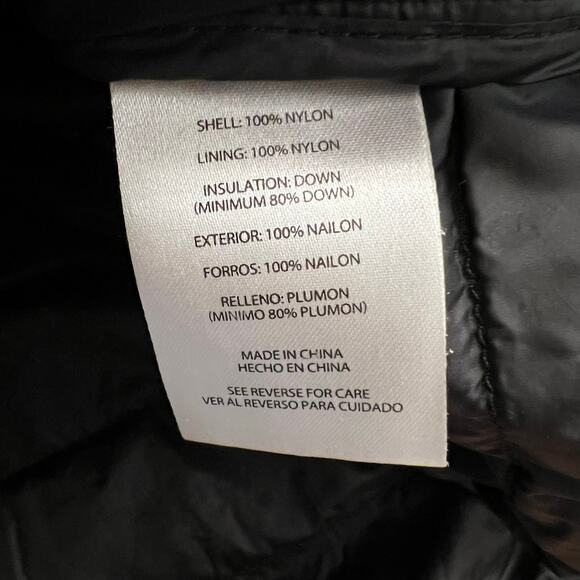 SHELL: 100% NYLON
LINING: 100% NYLON
INSULATION: DOWN
(MINIMUM 80% DOWN)
EXTERIOR: 100% NAILON
FORROS: 100% NAILON
RELLENO: PLUMON
(MINIMO 80% PLUMON)
MADE IN CHINA
HECHO EN CHINA
SEE REVERSE FOR CARE
VER AL REVERSO PARA CUIDADO